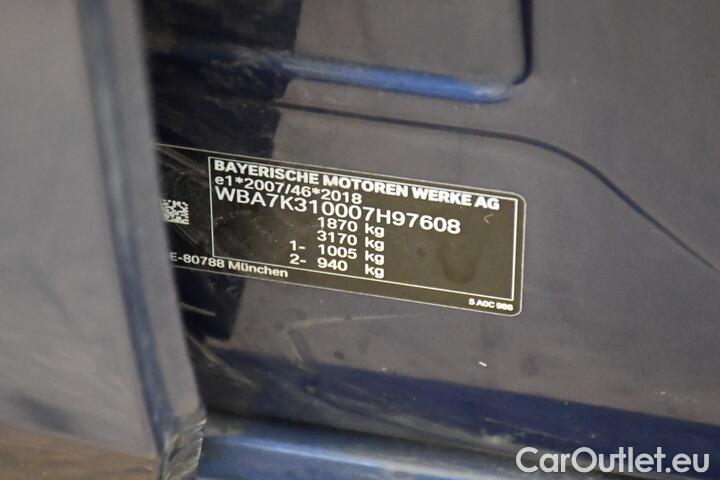 BAYERISCHE MOTOREN WERKE AG
e1*2007/46*2018
WBA7K310007H97608
1870 kg
3170 kg
1- 1005 kg
2- 940 kg
E-80788 München
5 A0C 986
CarOutlet.eu